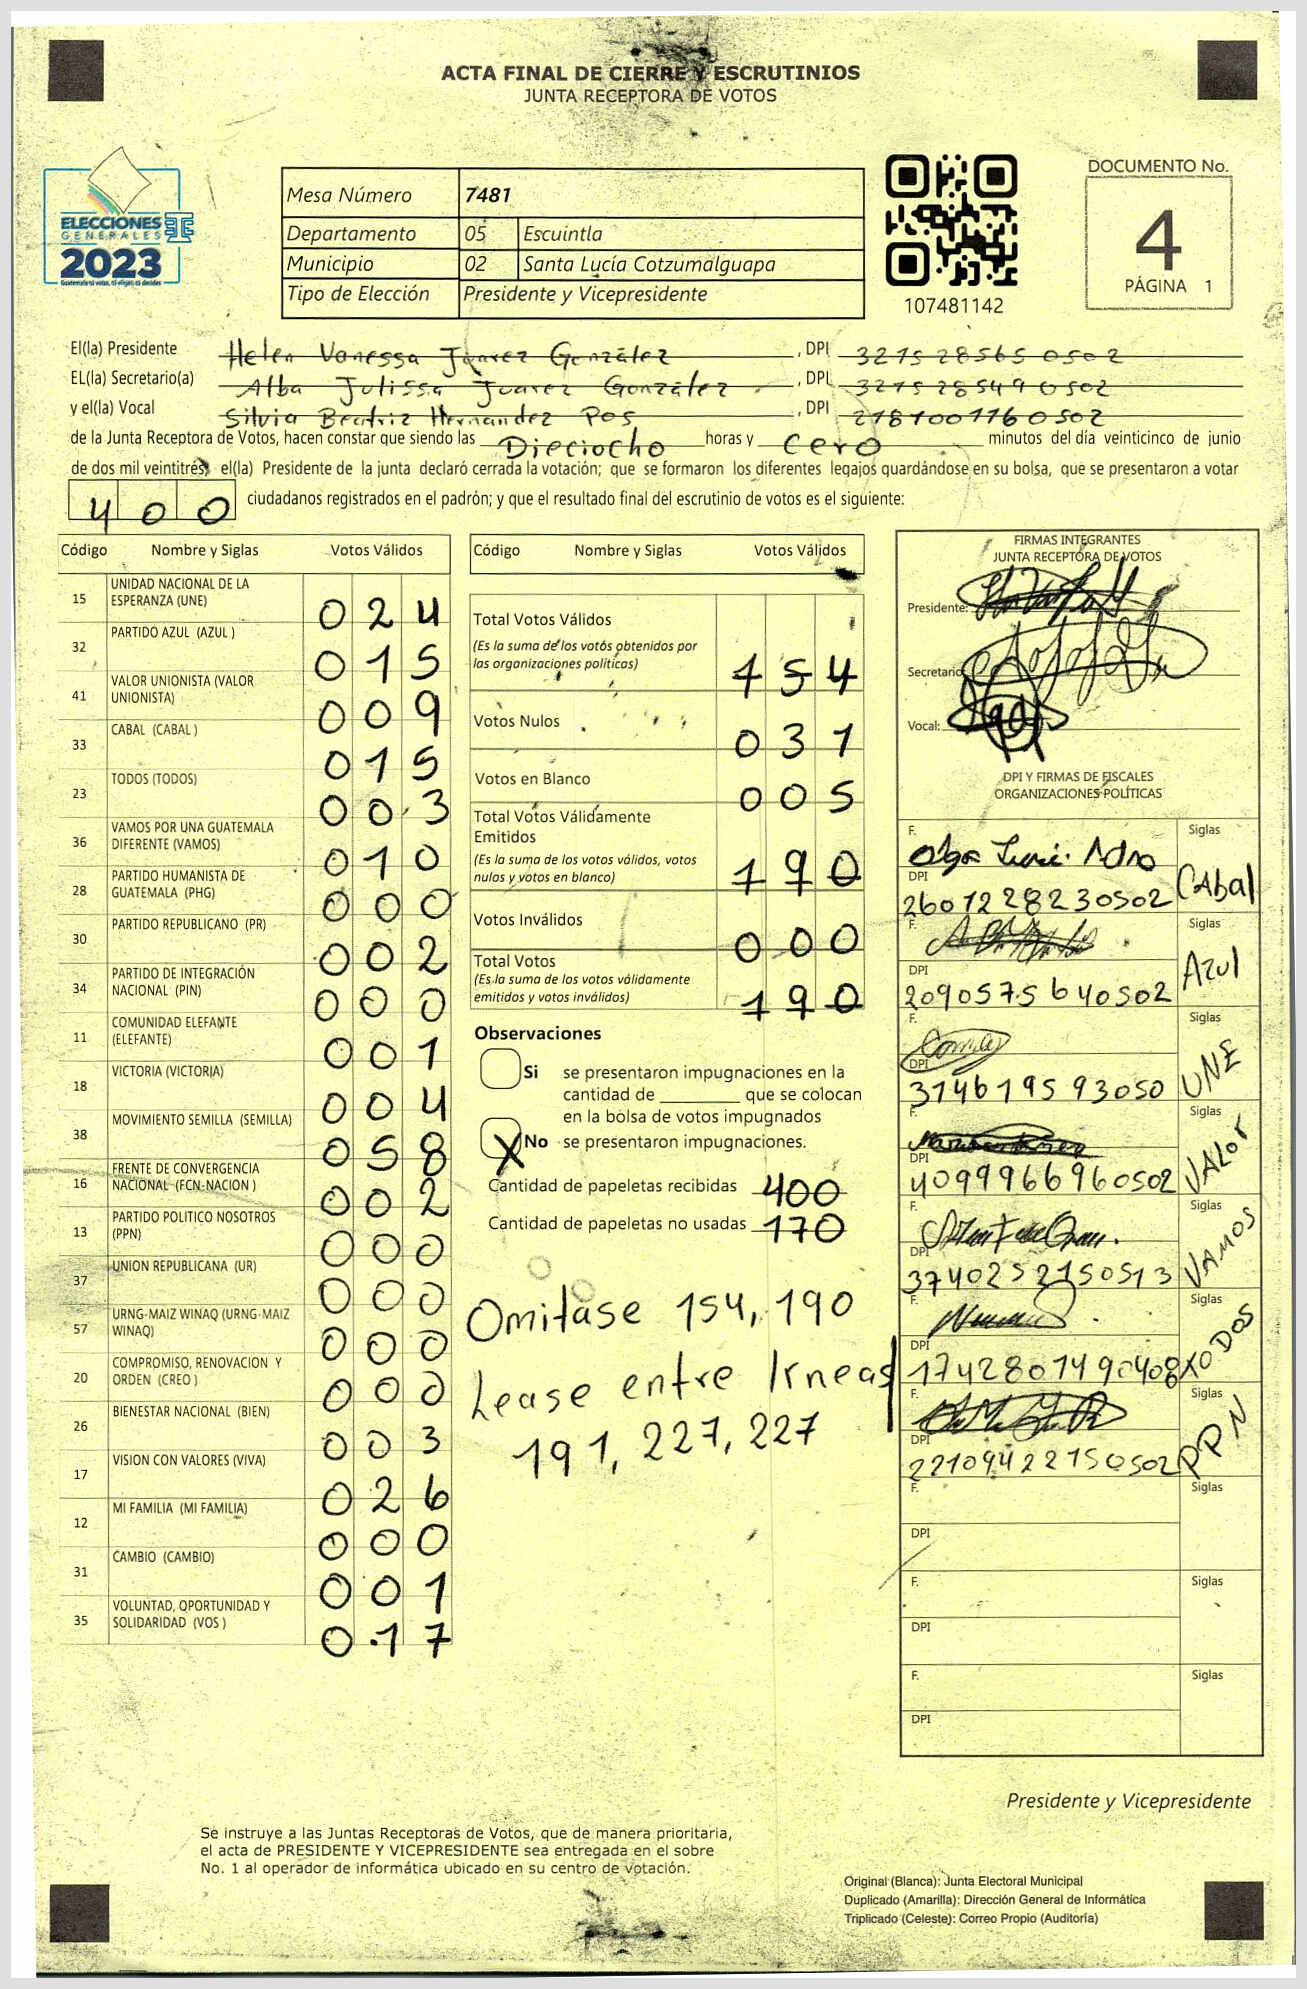 ACTA FINAL DE CIERRE Y ESCRUTINIOS
JUNTA RECEPTORA DE VOTOS
ELECCIONES
GENERALES
2023
Guatemala tú votas, tú eliges, tú decides
Mesa Número 7481
Departamento 05 Escuintla
Municipio 02 Santa Lucía Cotzumalguapa
Tipo de Elección Presidente y Vicepresidente
107481142
DOCUMENTO No.
4
PÁGINA 1
El(la) Presidente Helen Vanessa Juarez González, DPI 3215285650502
EL(la) Secretario(a) Alba Julissa Juarez González, DPI 3215285490502
y el(la) Vocal Silvia Beatriz Hernandez Pos, DPI 2181001160502
de la Junta Receptora de Votos, hacen constar que siendo las Dieciocho horas y cero minutos del día veinticinco de junio
de dos mil veintitrés, el(la) Presidente de la junta declaró cerrada la votación; que se formaron los diferentes legajos quardándose en su bolsa, que se presentaron a votar
400 ciudadanos registrados en el padrón; y que el resultado final del escrutinio de votos es el siguiente:
Código Nombre y Siglas Votos Válidos
15 UNIDAD NACIONAL DE LA ESPERANZA (UNE) 024
32 PARTIDO AZUL (AZUL ) 015
41 VALOR UNIONISTA (VALOR UNIONISTA) 009
33 CABAL (CABAL ) 015
23 TODOS (TODOS) 003
36 VAMOS POR UNA GUATEMALA DIFERENTE (VAMOS) 010
28 PARTIDO HUMANISTA DE GUATEMALA (PHG) 000
30 PARTIDO REPUBLICANO (PR) 002
34 PARTIDO DE INTEGRACIÓN NACIONAL (PIN) 000
11 COMUNIDAD ELEFANTE (ELEFANTE) 001
18 VICTORIA (VICTORIA) 004
38 MOVIMIENTO SEMILLA (SEMILLA) 058
16 FRENTE DE CONVERGENCIA NACIONAL (FCN-NACION ) 002
13 PARTIDO POLITICO NOSOTROS (PPN) 000
37 UNION REPUBLICANA (UR) 000
57 URNG-MAIZ WINAQ (URNG-MAIZ WINAQ) 000
20 COMPROMISO, RENOVACION Y ORDEN (CREO ) 000
26 BIENESTAR NACIONAL (BIEN) 003
17 VISION CON VALORES (VIVA) 026
12 MI FAMILIA (MI FAMILIA) 000
31 CAMBIO (CAMBIO) 001
35 VOLUNTAD, OPORTUNIDAD Y SOLIDARIDAD (VOS ) 017
Código Nombre y Siglas Votos Válidos
Total Votos Válidos 154
(Es la suma de los votos obtenidos por
las organizaciones políticas)
Votos Nulos 031
Votos en Blanco 005
Total Votos Válidamente
Emitidos 190
(Es la suma de los votos válidos, votos
nulos y votos en blanco)
Votos Inválidos 000
Total Votos 190
(Es la suma de los votos válidamente
emitidos y votos inválidos)
Observaciones
Si se presentaron impugnaciones en la
cantidad de ________ que se colocan
en la bolsa de votos impugnados
X No se presentaron impugnaciones.
Cantidad de papeletas recibidas 400
Cantidad de papeletas no usadas 170
Omitase 154, 190
Lease entre lineas
191, 227, 227
FIRMAS INTEGRANTES
JUNTA RECEPTORA DE VOTOS
Presidente:
Secretario
Vocal:
DPI Y FIRMAS DE FISCALES
ORGANIZACIONES POLÍTICAS
F. Siglas
DPI 2601228230502 CAbal
F. Siglas
DPI 2090575640502 Azul
F. Siglas
DPI 314619593050 UNE
F. Siglas
DPI 4099966960502 VALOR
F. Siglas
DPI 3740252150513 VAMOS
F. Siglas
DPI 1742801490408 TODOS
F. Siglas
DPI 2210942150502 PPN
F. Siglas
DPI
F. Siglas
DPI
F. Siglas
DPI
Presidente y Vicepresidente
Se instruye a las Juntas Receptoras de Votos, que de manera prioritaria,
el acta de PRESIDENTE Y VICEPRESIDENTE sea entregada en el sobre
No. 1 al operador de informática ubicado en su centro de votación.
Original (Blanca): Junta Electoral Municipal
Duplicado (Amarilla): Dirección General de Informática
Triplicado (Celeste): Correo Propio (Auditoría)